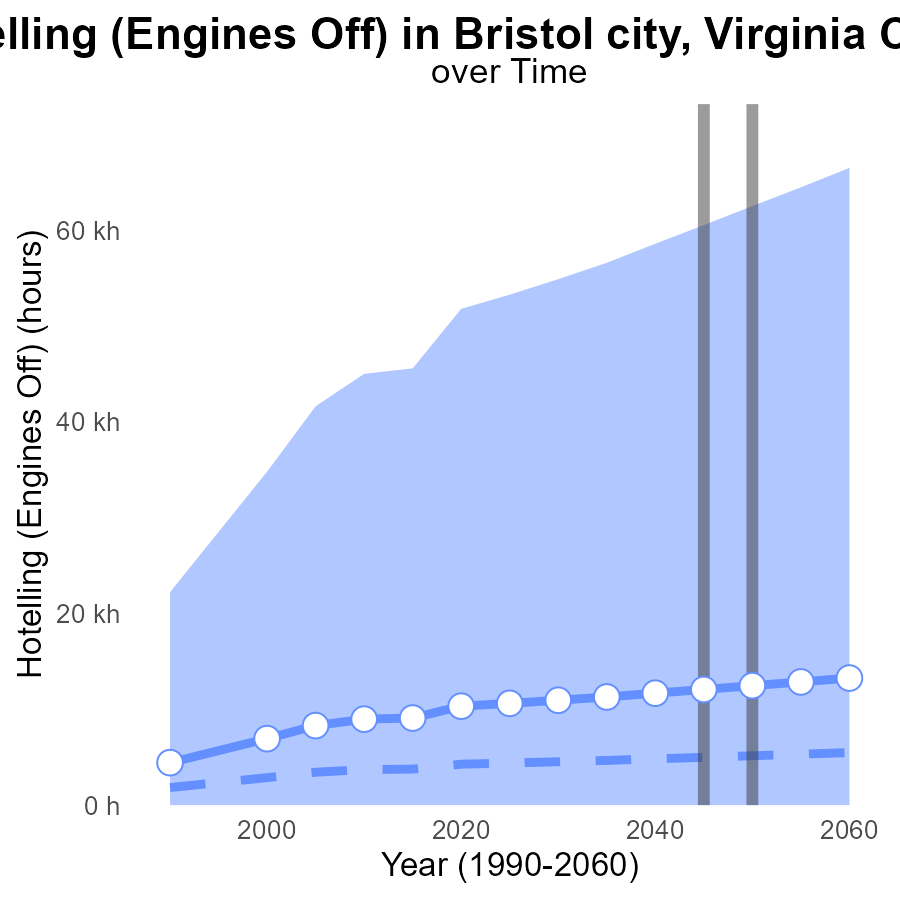 elling (Engines Off) in Bristol city, Virginia C
over Time
Hotelling (Engines Off) (hours)
60 kh
40 kh
20 kh
0 h
2000 2020 2040 2060
Year (1990-2060)